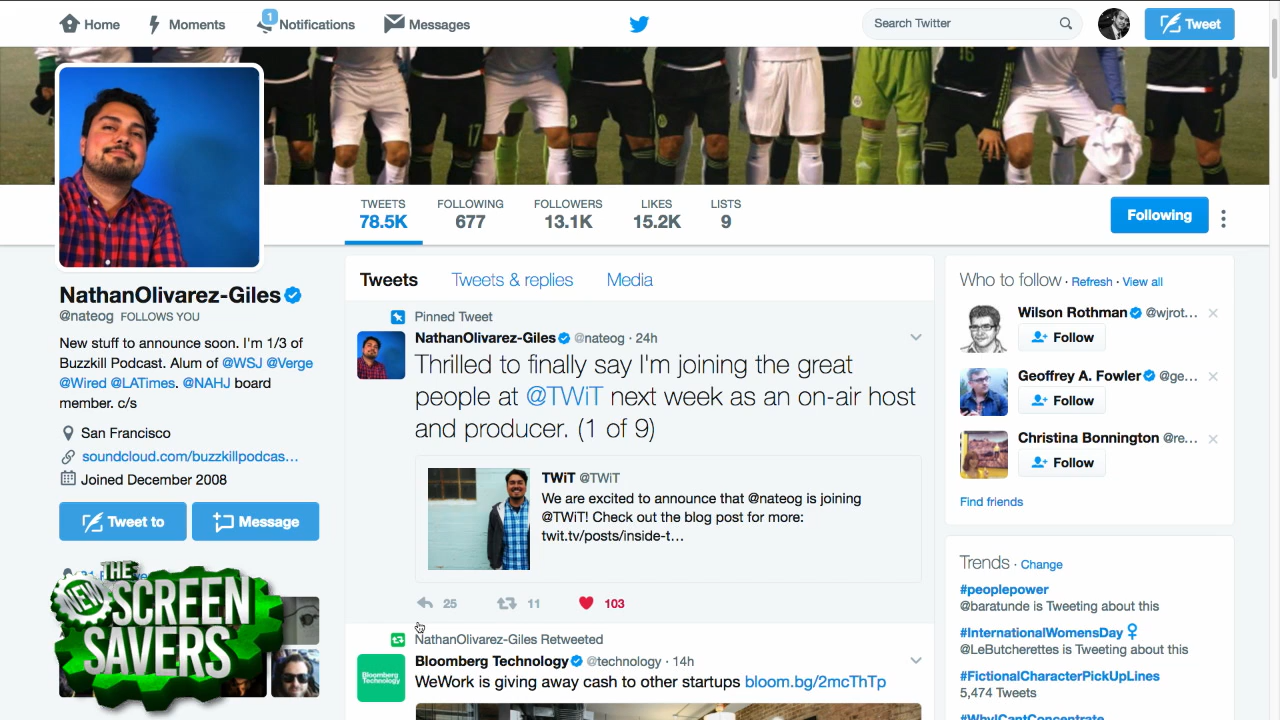 Home
Moments
1
Notifications
Messages
Search Twitter
Tweet
17
16
7
TWEETS
78.5K
FOLLOWING
677
FOLLOWERS
13.1K
LIKES
15.2K
LISTS
9
Following
NathanOlivarez-Giles
@nateog FOLLOWS YOU
New stuff to announce soon. I'm 1/3 of
Buzzkill Podcast. Alum of @WSJ @Verge
@Wired @LATimes. @NAHJ board
member. c/s
San Francisco
soundcloud.com/buzzkillpodcas…
Joined December 2008
Tweet to
Message
THE
NEW
SCREEN
SAVERS
Tweets
Tweets & replies
Media
Pinned Tweet
NathanOlivarez-Giles @nateog · 24h
Thrilled to finally say I'm joining the great
people at @TWiT next week as an on-air host
and producer. (1 of 9)
TWiT @TWiT
We are excited to announce that @nateog is joining
@TWiT! Check out the blog post for more:
twit.tv/posts/inside-t…
25
11
103
NathanOlivarez-Giles Retweeted
Bloomberg
Technology
Bloomberg Technology @technology · 14h
WeWork is giving away cash to other startups bloom.bg/2mcThTp
Who to follow · Refresh · View all
Wilson Rothman @wjrot…
Follow
Geoffrey A. Fowler @ge…
Follow
Christina Bonnington @re…
Follow
Find friends
Trends · Change
#peoplepower
@baratunde is Tweeting about this
#InternationalWomensDay
@LeButcherettes is Tweeting about this
#FictionalCharacterPickUpLines
5,474 Tweets
#WhyICantConcentrate